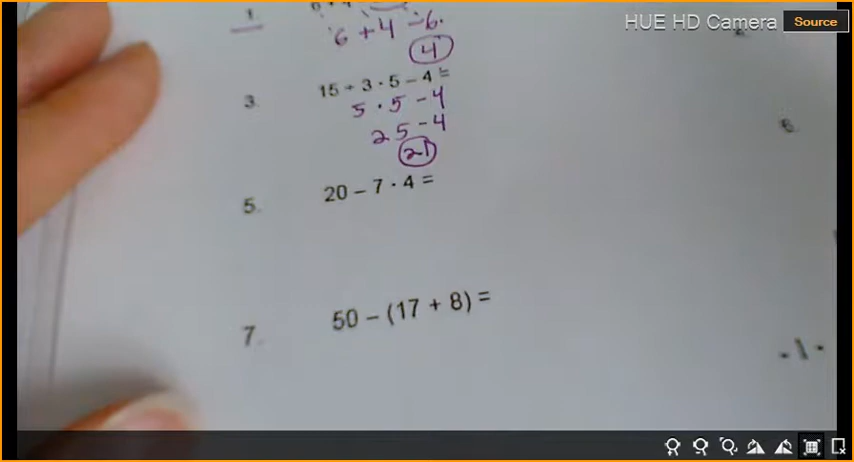 HUE HD Camera Source
1
6 + 4 - 6.
4
3. 15 ÷ 3 · 5 – 4 =
5 · 5 - 4
25 - 4
21
5. 20 – 7 · 4 =
7. 50 – (17 + 8) =
- 1 -